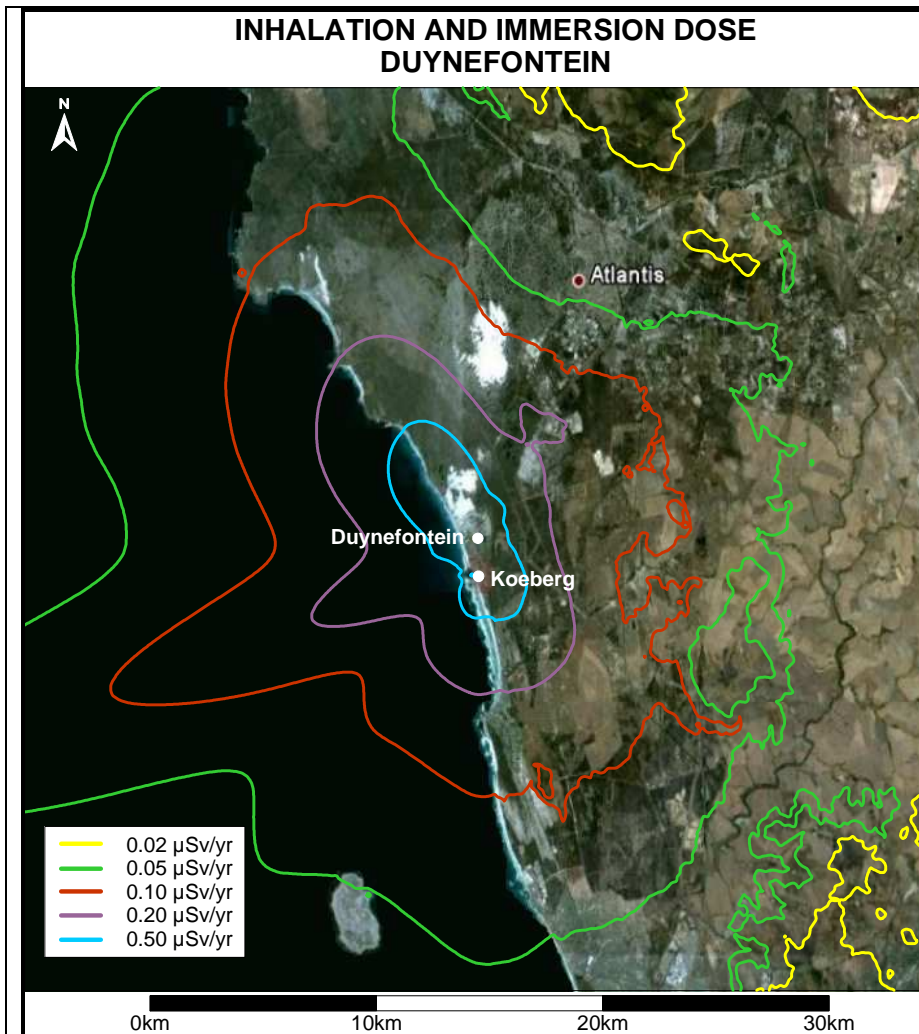 INHALATION AND IMMERSION DOSE
DUYNEFONTEIN
N
Atlantis
Duynefontein
Koeberg
0.02 µSv/yr
0.05 µSv/yr
0.10 µSv/yr
0.20 µSv/yr
0.50 µSv/yr
0km 10km 20km 30km